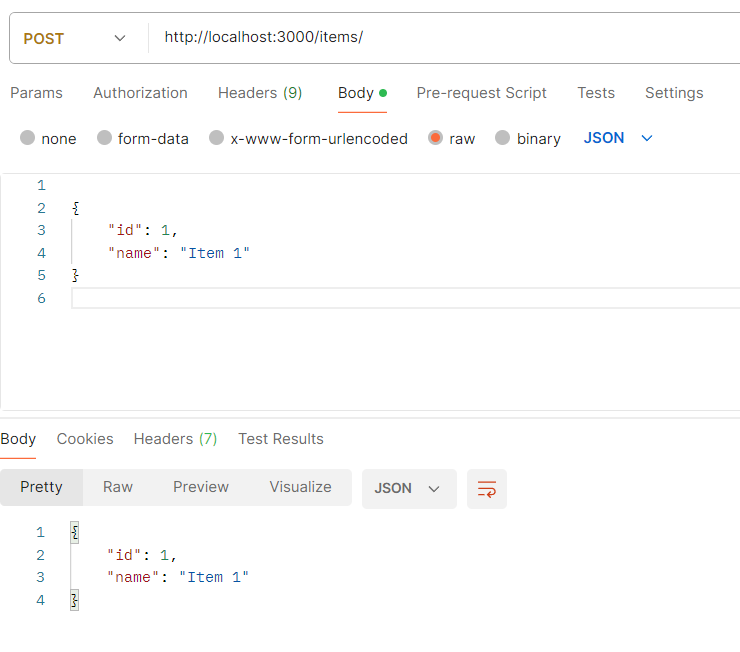 POST http://localhost:3000/items/
Params Authorization Headers (9) Body Pre-request Script Tests Settings
none form-data x-www-form-urlencoded raw binary JSON
1
2 {
3 "id": 1,
4 "name": "Item 1"
5 }
6
Body Cookies Headers (7) Test Results
Pretty Raw Preview Visualize JSON
1 {
2 "id": 1,
3 "name": "Item 1"
4 }